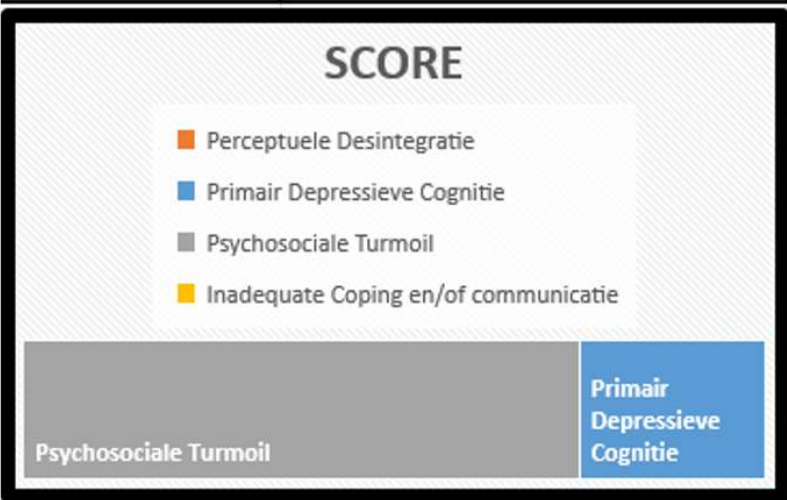 SCORE
Perceptuele Desintegratie
Primair Depressieve Cognitie
Psychosociale Turmoil
Inadequate Coping en/of communicatie
Psychosociale Turmoil
Primair
Depressieve
Cognitie